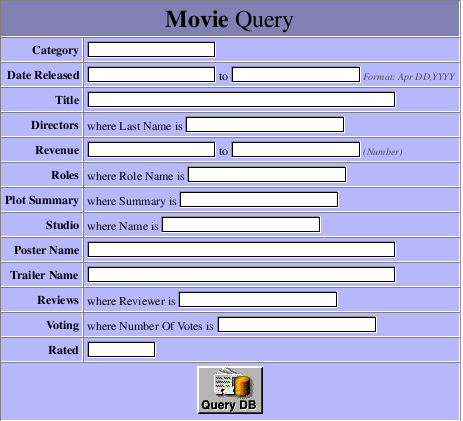 Movie Query
Category
Date Released to Format: Apr DD,YYYY
Title
Directors where Last Name is
Revenue to (Number)
Roles where Role Name is
Plot Summary where Summary is
Studio where Name is
Poster Name
Trailer Name
Reviews where Reviewer is
Voting where Number Of Votes is
Rated
Query DB